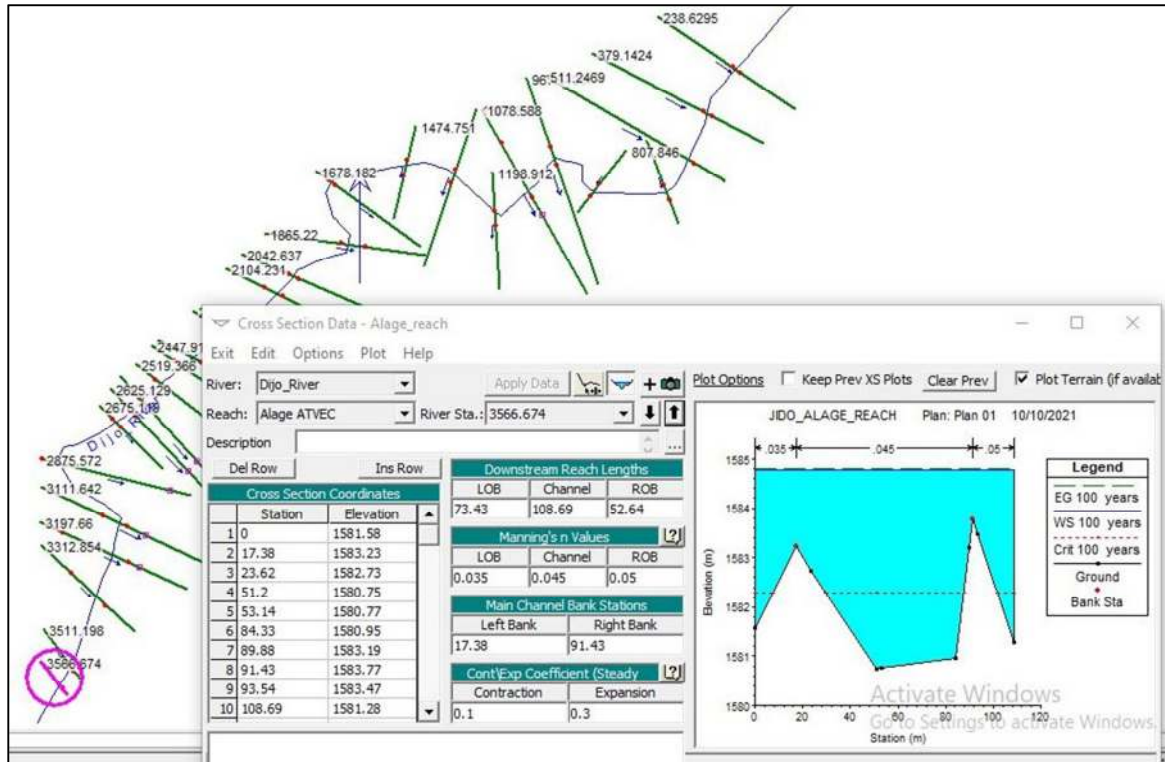 238.6295
379.1424
511.2469
1078.588
1474.751
807.846
1678.182
1198.912
1865.22
2042.637
2104.231
2519.366
2625.129
Dijo_River
2875.572
3111.642
3197.66
3312.854
3511.198
3566.674
Cross Section Data - Alage_reach
Exit Edit Options Plot Help
River: Dijo_River Apply Data
Reach: Alage ATVEC River Sta.: 3566.674
Description ...
Del Row Ins Row
Cross Section Coordinates
Station Elevation
1 0 1581.58
2 17.38 1583.23
3 23.62 1582.73
4 51.2 1580.75
5 53.14 1580.77
6 84.33 1580.95
7 89.88 1583.19
8 91.43 1583.77
9 93.54 1583.47
10 108.69 1581.28
Downstream Reach Lengths
LOB Channel ROB
73.43 108.69 52.64
Manning's n Values ?
LOB Channel ROB
0.035 0.045 0.05
Main Channel Bank Stations
Left Bank Right Bank
17.38 91.43
Cont\Exp Coefficient (Steady ?
Contraction Expansion
0.1 0.3
Plot Options Keep Prev XS Plots Clear Prev Plot Terrain (if availab
JIDO_ALAGE_REACH Plan: Plan 01 10/10/2021
.035 .045 .05
1585
1584
1583
1582
1581
1580
Elevation (m)
0 20 40 60 80 100 120
Station (m)
Legend
EG 100 years
WS 100 years
Crit 100 years
Ground
Bank Sta
Activate Windows
Go to Settings to activate Windows.